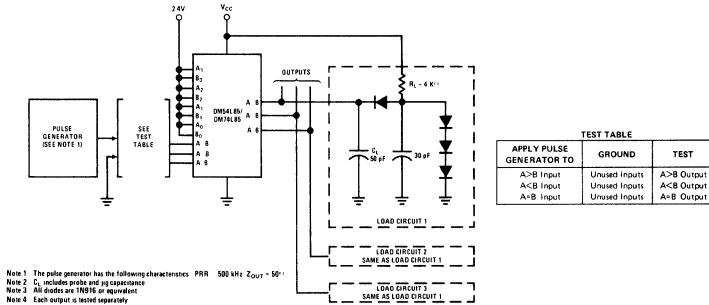 2 4V
VCC
A3
B3
A2
B2
A1
B1
A0
B0
A B
A B
A B
DM54L85/
DM74L85
A B
A B
A B
OUTPUTS
PULSE
GENERATOR
(SEE NOTE 1)
SEE
TEST
TABLE
RL - 4 K
CL
50 pF
30 pF
LOAD CIRCUIT 1
LOAD CIRCUIT 2
SAME AS LOAD CIRCUIT 1
LOAD CIRCUIT 3
SAME AS LOAD CIRCUIT 1
TEST TABLE
APPLY PULSE GENERATOR TO GROUND TEST
A>B Input Unused Inputs A>B Output
A<B Input Unused Inputs A<B Output
A=B Input Unused Inputs A=B Output
Note 1 The pulse generator has the following characteristics PRR 500 kHz ZOUT - 50
Note 2 CL includes probe and jig capacitance
Note 3 All diodes are 1N916 or equivalent
Note 4 Each output is tested separately